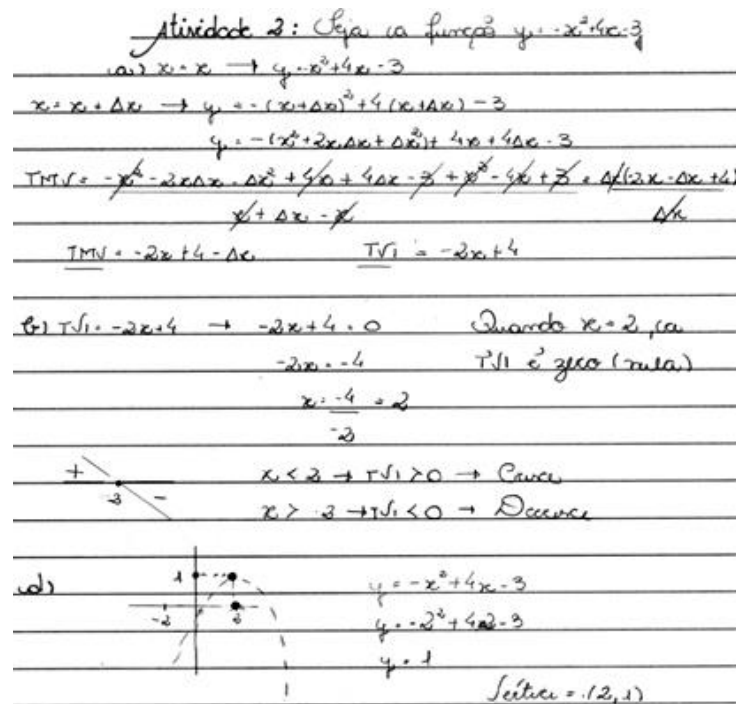 Atividade 2: Seja a função y = -x²+4x-3
a) x = x → y = -x²+4x-3
x = x + Δx → y = -(x+Δx)² + 4(x+Δx) - 3
y = -(x²+2xΔx+Δx²)+ 4x+4Δx-3
TMV = -x² - 2xΔx - Δx² + 4x + 4Δx - 3 + x² - 4x + 3 = Δx(-2x-Δx+4)
x + Δx - x Δx
TMV = -2x+4-Δx TVI = -2x+4
b) TVI = -2x+4 → -2x+4 = 0 Quando x = 2, a
-2x = -4 TVI é zero (nula)
x = -4 = 2
-2
+ x < 2 → TVI > 0 → Cresce
2 - x > 2 → TVI < 0 → Decresce
d) 1 y = -x²+4x-3
-2 2 y = -2²+4.2-3
y = 1
Vértice = (2,1)